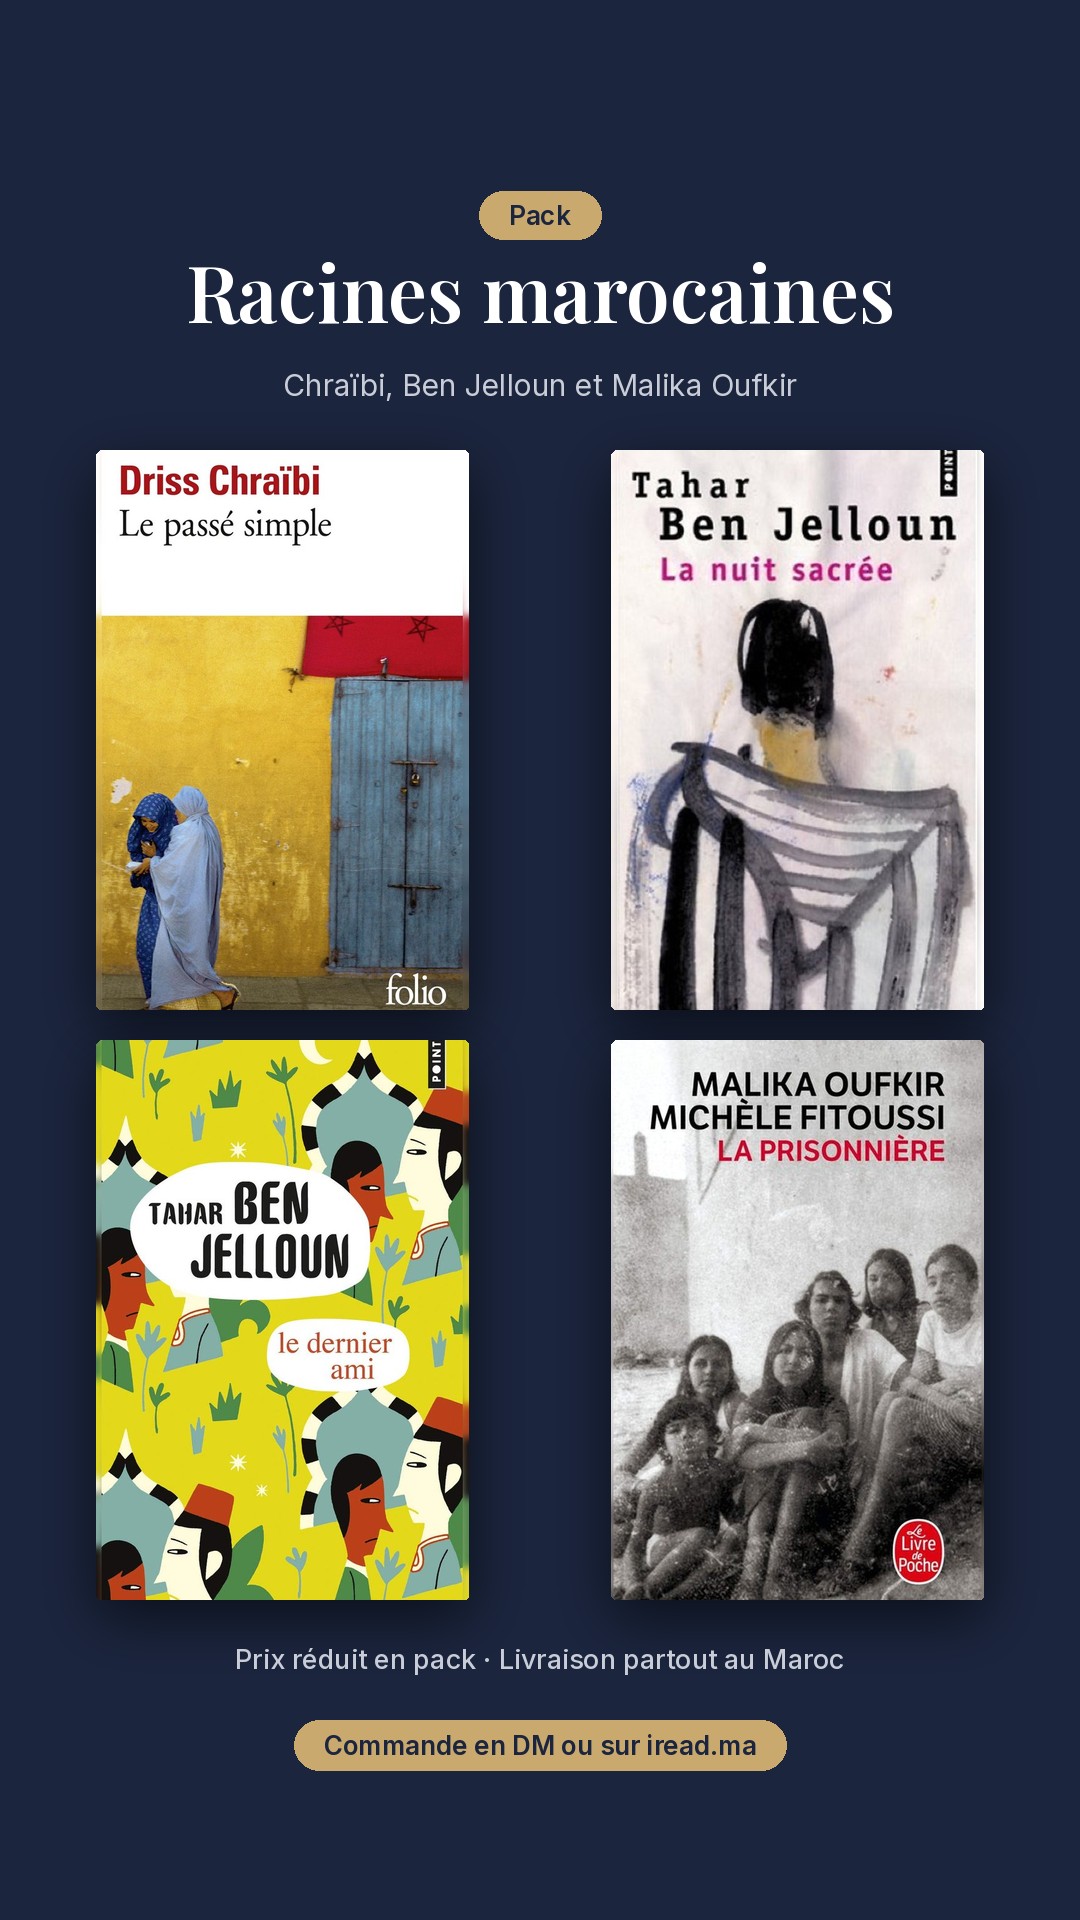 Pack
Racines marocaines
Chraïbi, Ben Jelloun et Malika Oufkir
Driss Chraïbi
Le passé simple
folio
Tahar
Ben Jelloun
La nuit sacrée
POINT
TAHAR BEN
JELLOUN
le dernier
ami
POINT
MALIKA OUFKIR
MICHÈLE FITOUSSI
LA PRISONNIÈRE
Le
Livre
de
Poche
Prix réduit en pack · Livraison partout au Maroc
Commande en DM ou sur iread.ma